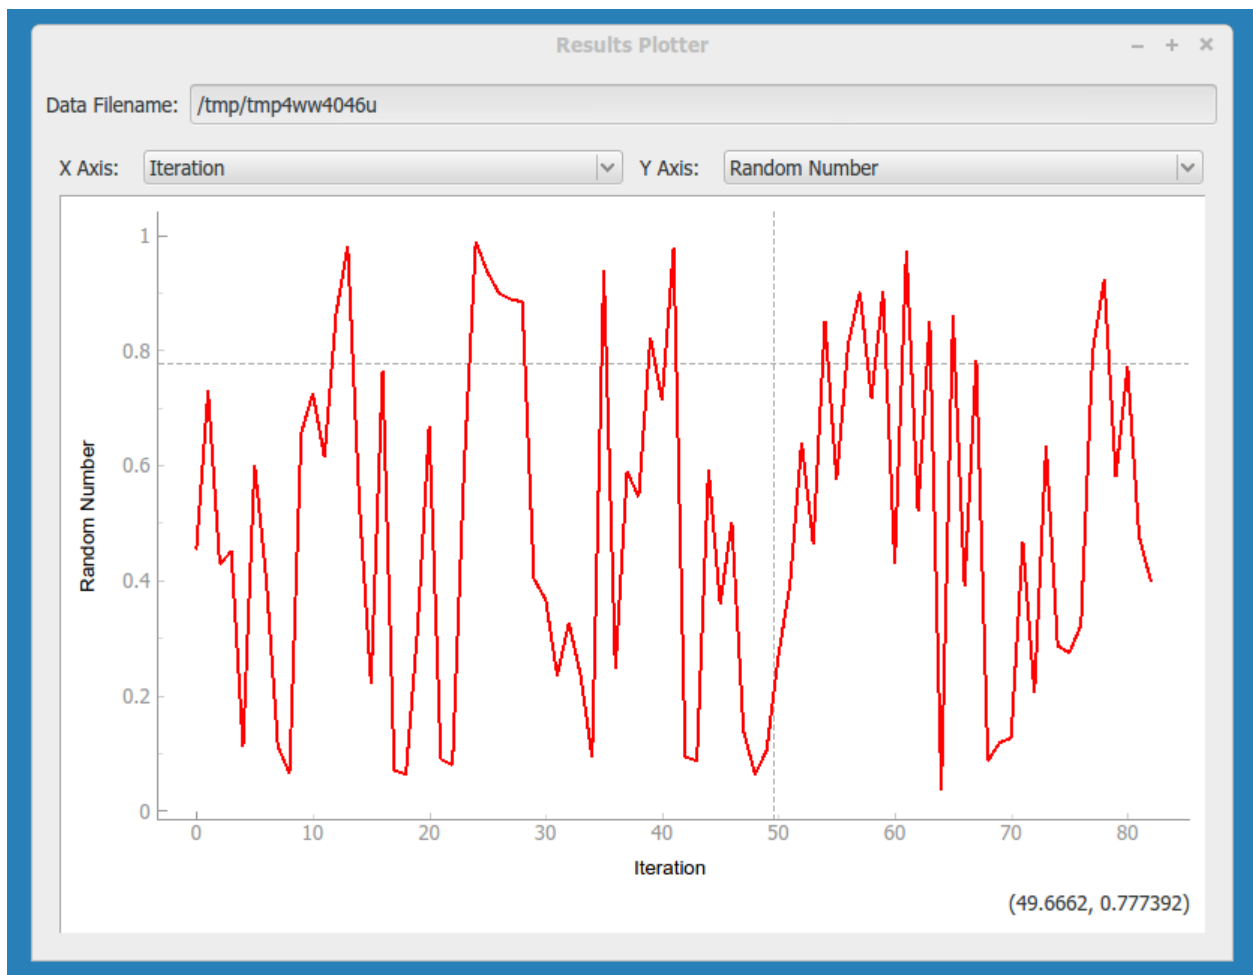 Results Plotter
Data Filename: /tmp/tmp4ww4046u
X Axis: Iteration Y Axis: Random Number
1
0.8
0.6
0.4
0.2
0
Random Number
0 10 20 30 40 50 60 70 80
Iteration
(49.6662, 0.777392)